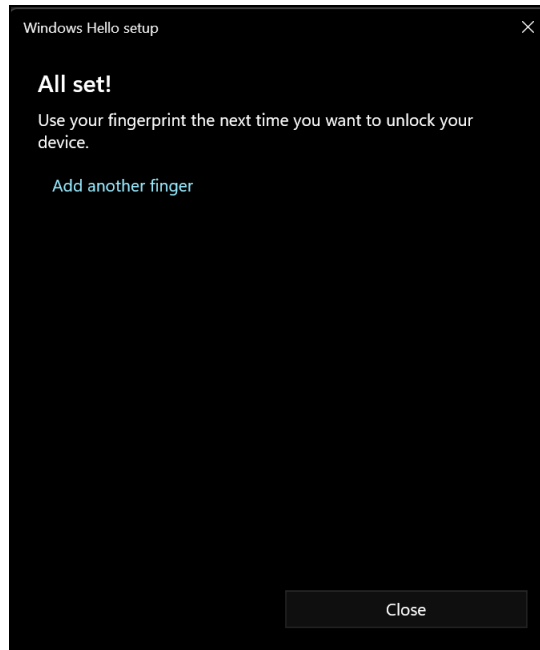 Windows Hello setup
All set!
Use your fingerprint the next time you want to unlock your
device.
Add another finger
Close